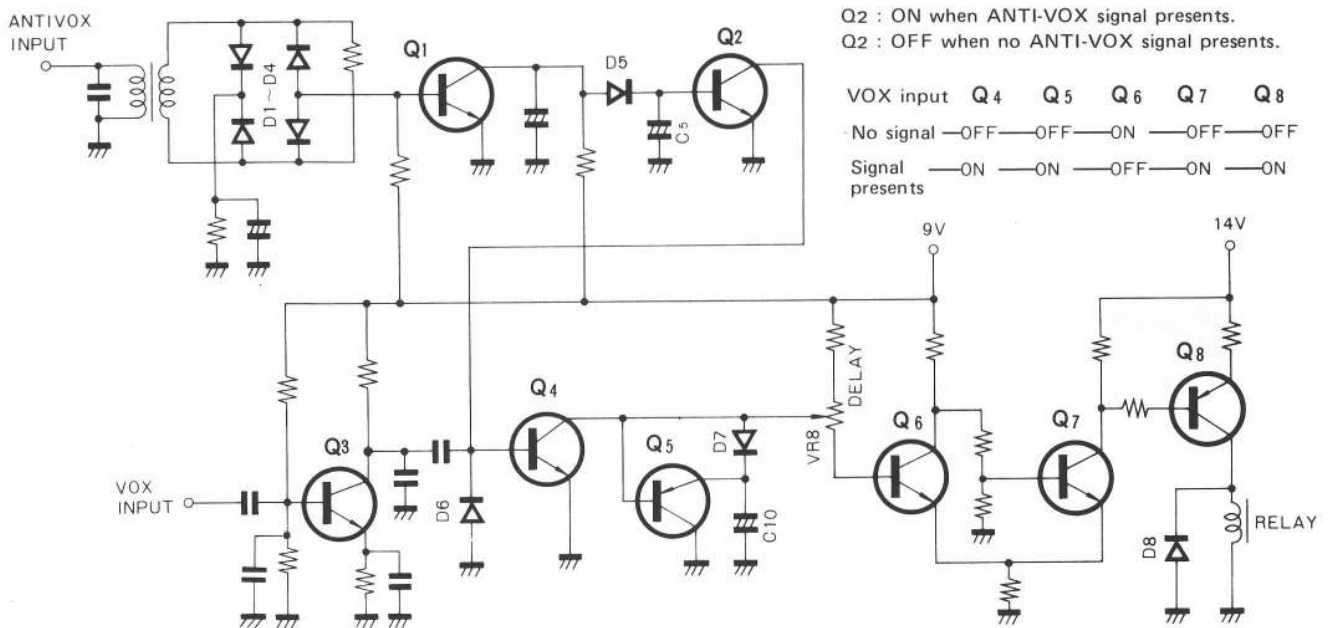 ANTIVOX
INPUT
Q1
Q2
D1~D4
D5
C5
Q2 : ON when ANTI-VOX signal presents.
Q2 : OFF when no ANTI-VOX signal presents.
VOX input Q4 Q5 Q6 Q7 Q8
No signal —OFF—OFF—ON —OFF—OFF
Signal —ON —ON —OFF—ON —ON
presents
9V
14V
DELAY
VR8
Q3
Q4
Q5
D7
Q6
Q7
Q8
VOX
INPUT
D6
C10
D8
RELAY